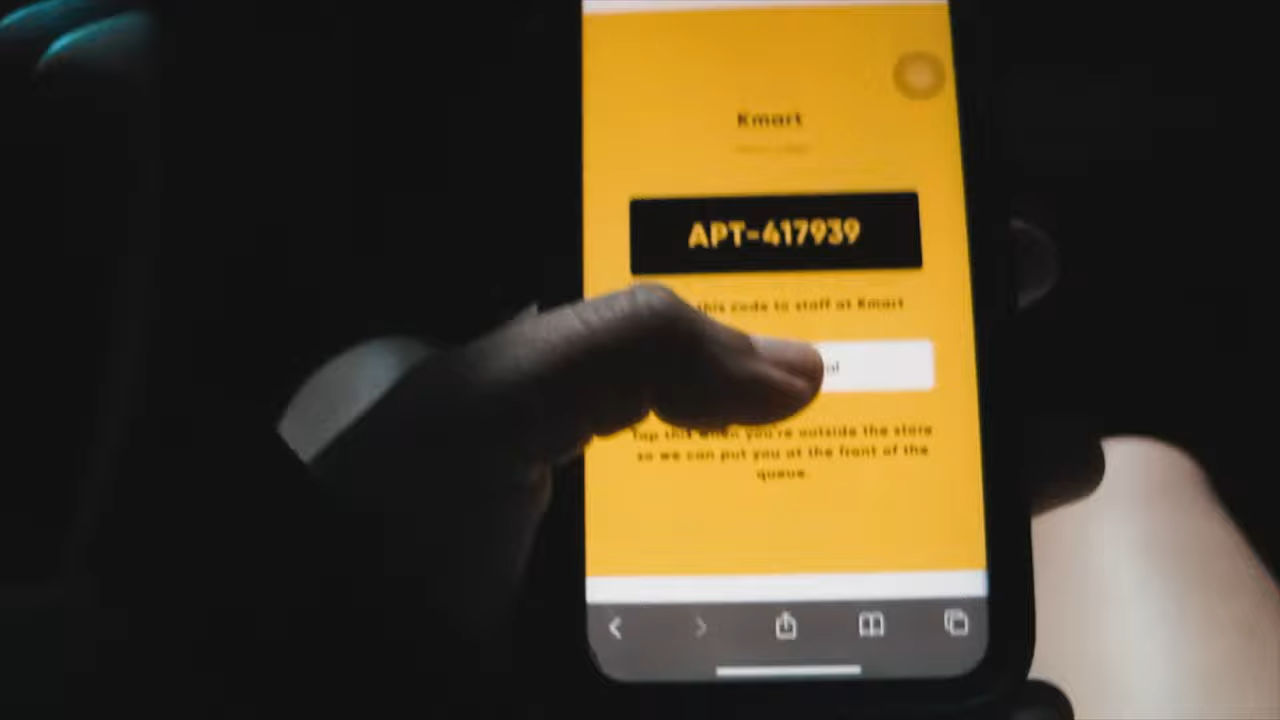 Kmart
APT-417939
this code to staff at Kmart
Tap this when you're outside the store
so we can put you at the front of the
queue.